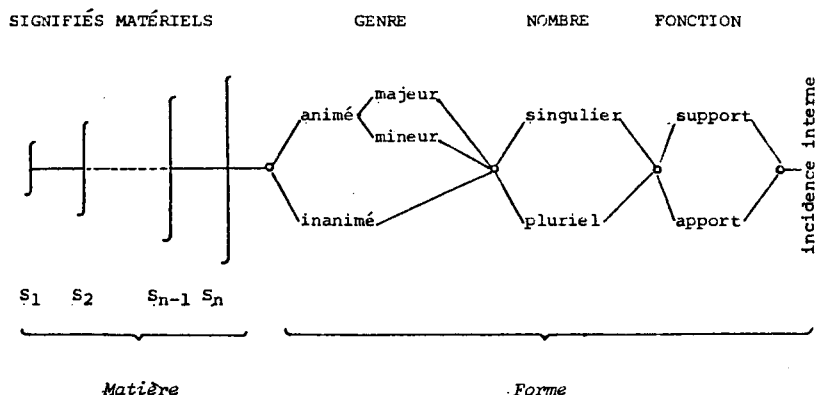 SIGNIFIÉS MATÉRIELS GENRE NOMBRE FONCTION
majeur
animé singulier support
mineur
incidence interne
inanimé pluriel apport
S1 S2 Sn-1 Sn
Matière Forme